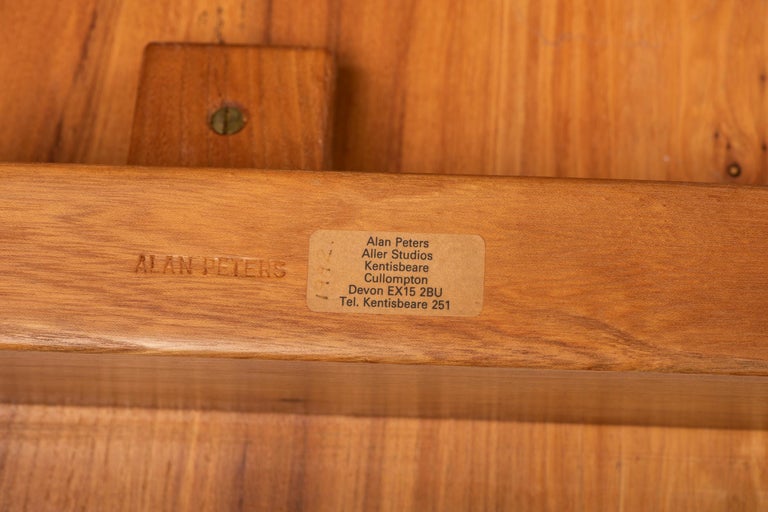 ALAN PETERS
Alan Peters
Aller Studios
Kentisbeare
Cullompton
Devon EX15 2BU
Tel. Kentisbeare 251